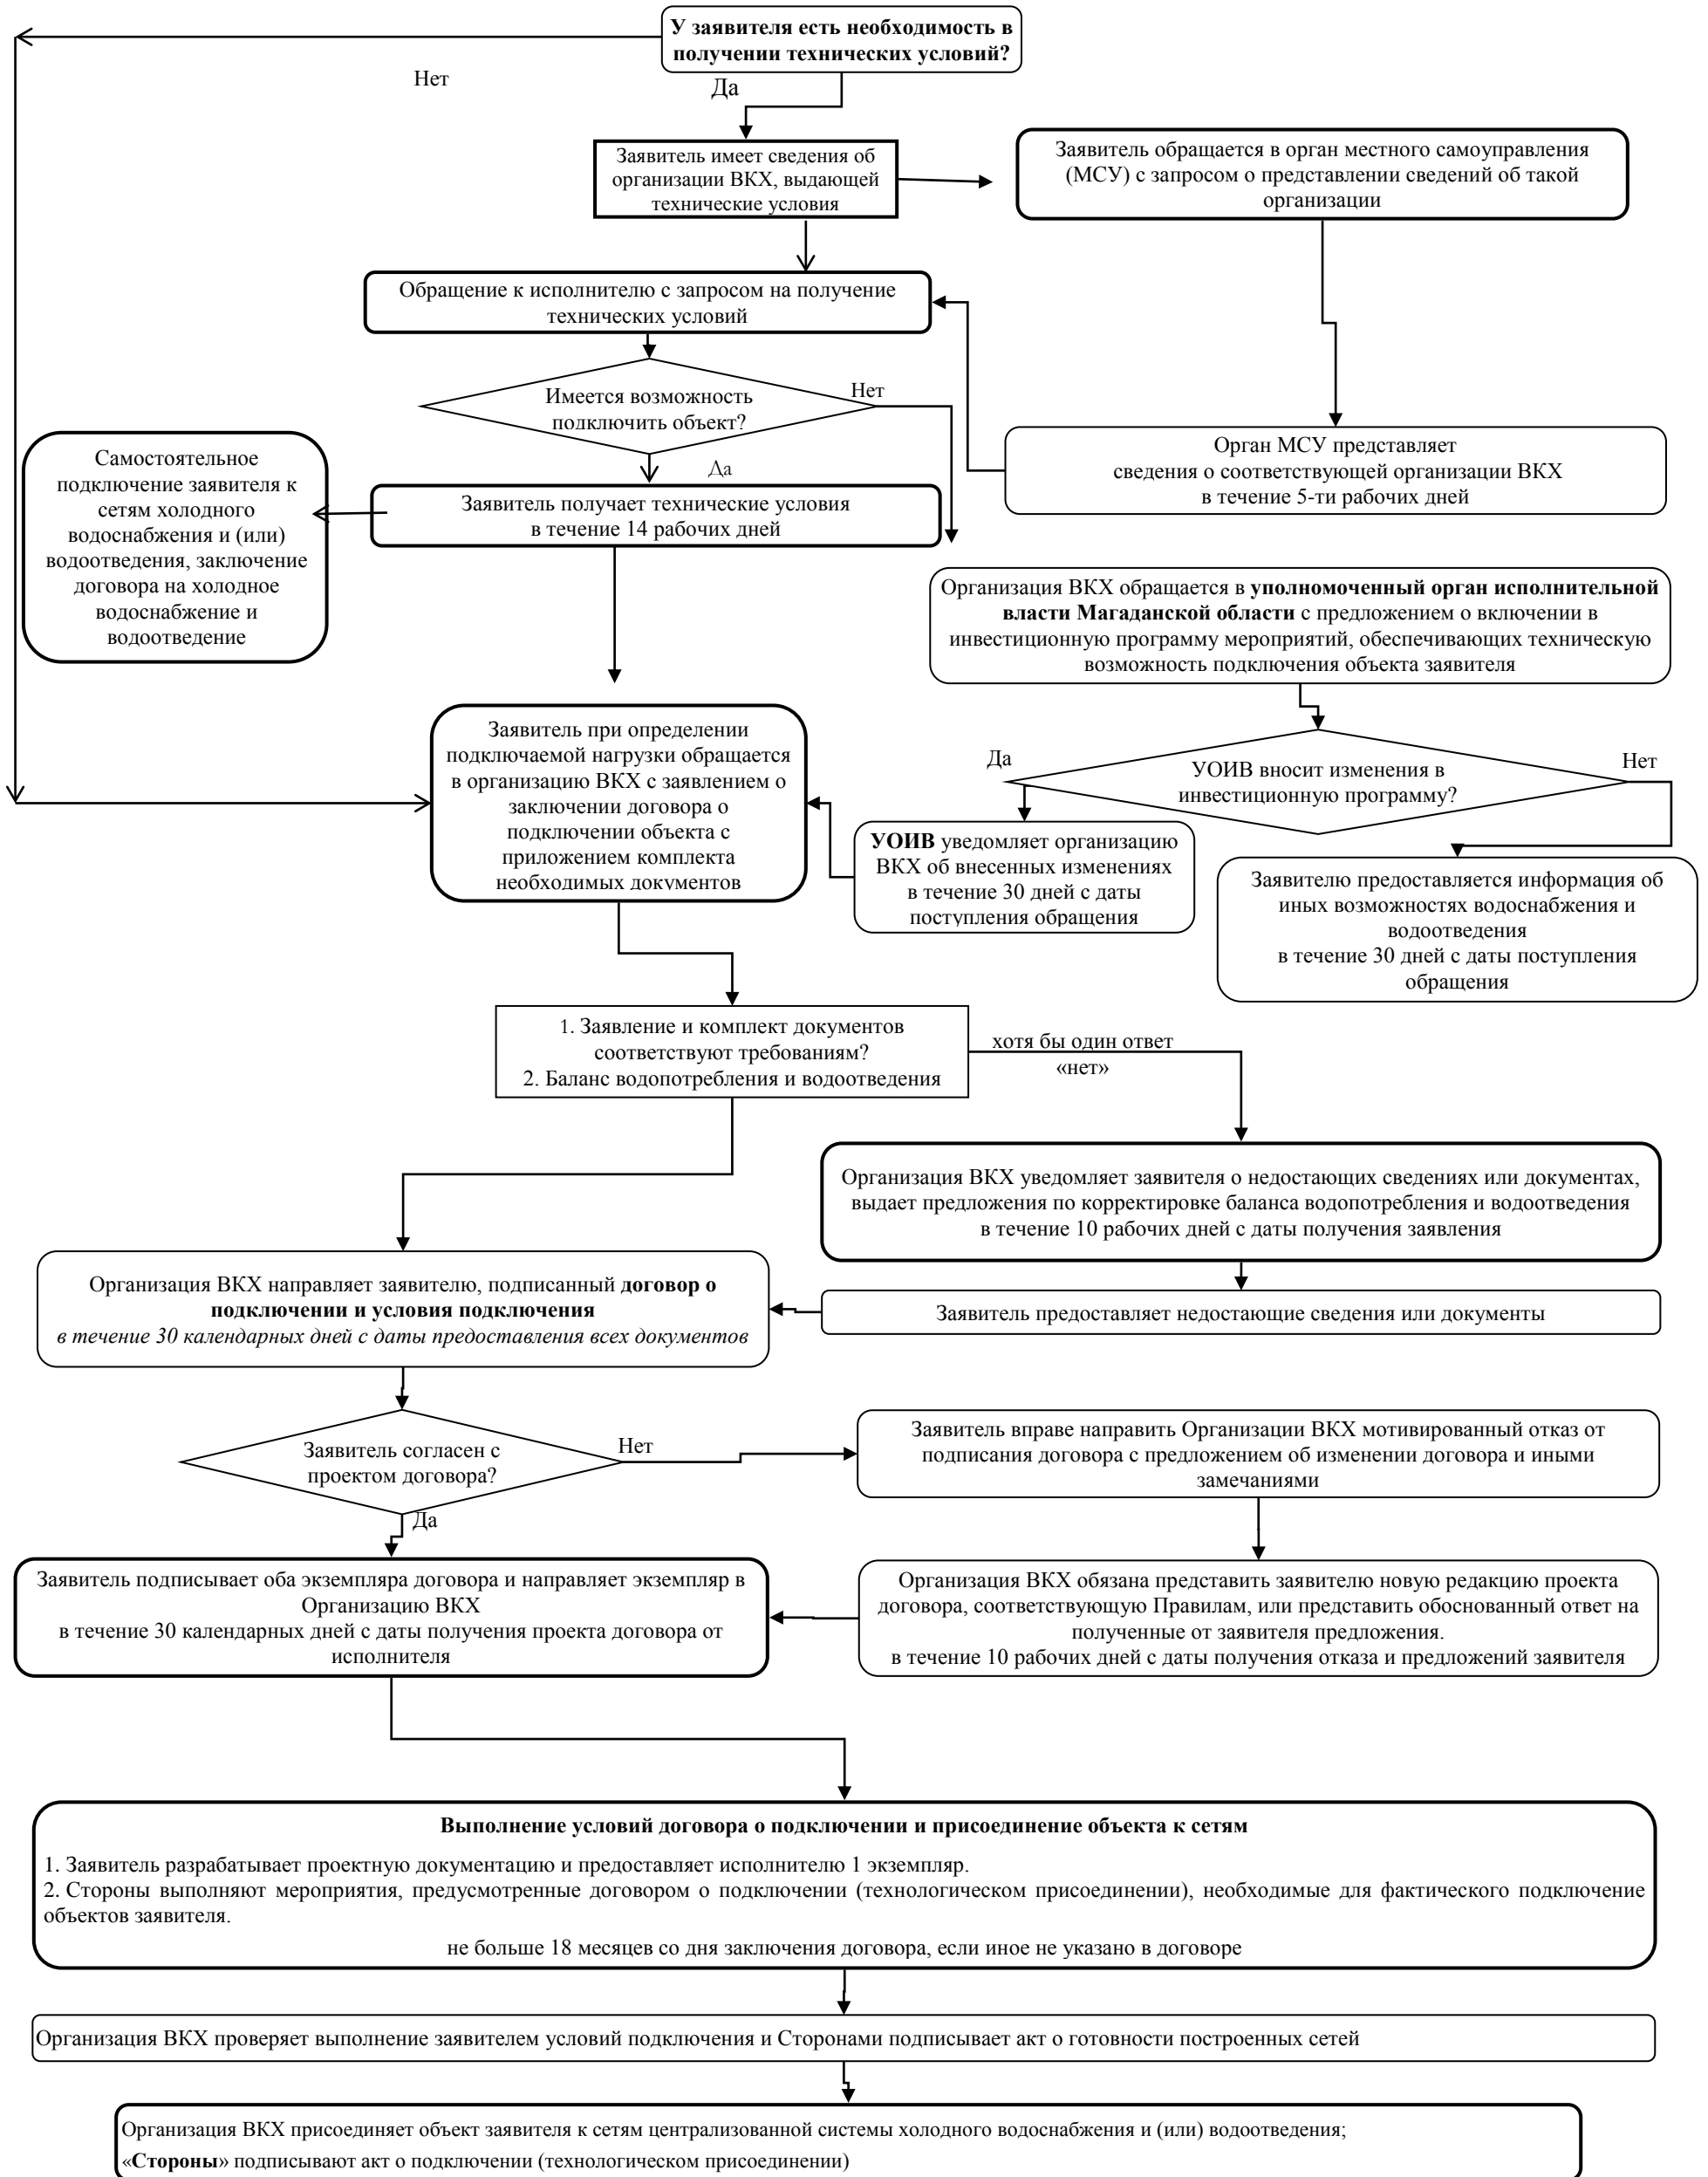 У заявителя есть необходимость в
получении технических условий?
Нет
Да
Заявитель имеет сведения об
организации ВКХ, выдающей
технические условия
Заявитель обращается в орган местного самоуправления
(МСУ) с запросом о представлении сведений об такой
организации
Обращение к исполнителю с запросом на получение
технических условий
Имеется возможность
подключить объект?
Нет
Да
Орган МСУ представляет
сведения о соответствующей организации ВКХ
в течение 5-ти рабочих дней
Самостоятельное
подключение заявителя к
сетям холодного
водоснабжения и (или)
водоотведения, заключение
договора на холодное
водоснабжение и
водоотведение
Заявитель получает технические условия
в течение 14 рабочих дней
Организация ВКХ обращается в уполномоченный орган исполнительной
власти Магаданской области с предложением о включении в
инвестиционную программу мероприятий, обеспечивающих техническую
возможность подключения объекта заявителя
Заявитель при определении
подключаемой нагрузки обращается
в организацию ВКХ с заявлением о
заключении договора о
подключении объекта с
приложением комплекта
необходимых документов
Да
УОИВ вносит изменения в
инвестиционную программу?
Нет
УОИВ уведомляет организацию
ВКХ об внесенных изменениях
в течение 30 дней с даты
поступления обращения
Заявителю предоставляется информация об
иных возможностях водоснабжения и
водоотведения
в течение 30 дней с даты поступления
обращения
1. Заявление и комплект документов
соответствуют требованиям?
2. Баланс водопотребления и водоотведения
хотя бы один ответ
«нет»
Организация ВКХ уведомляет заявителя о недостающих сведениях или документах,
выдает предложения по корректировке баланса водопотребления и водоотведения
в течение 10 рабочих дней с даты получения заявления
Организация ВКХ направляет заявителю, подписанный договор о
подключении и условия подключения
в течение 30 календарных дней с даты предоставления всех документов
Заявитель предоставляет недостающие сведения или документы
Заявитель согласен с
проектом договора?
Нет
Да
Заявитель вправе направить Организации ВКХ мотивированный отказ от
подписания договора с предложением об изменении договора и иными
замечаниями
Заявитель подписывает оба экземпляра договора и направляет экземпляр в
Организацию ВКХ
в течение 30 календарных дней с даты получения проекта договора от
исполнителя
Организация ВКХ обязана представить заявителю новую редакцию проекта
договора, соответствующую Правилам, или представить обоснованный ответ на
полученные от заявителя предложения.
в течение 10 рабочих дней с даты получения отказа и предложений заявителя
Выполнение условий договора о подключении и присоединение объекта к сетям
1. Заявитель разрабатывает проектную документацию и предоставляет исполнителю 1 экземпляр.
2. Стороны выполняют мероприятия, предусмотренные договором о подключении (технологическом присоединении), необходимые для фактического подключение
объектов заявителя.
не больше 18 месяцев со дня заключения договора, если иное не указано в договоре
Организация ВКХ проверяет выполнение заявителем условий подключения и Сторонами подписывает акт о готовности построенных сетей
Организация ВКХ присоединяет объект заявителя к сетям централизованной системы холодного водоснабжения и (или) водоотведения;
«Стороны» подписывают акт о подключении (технологическом присоединении)